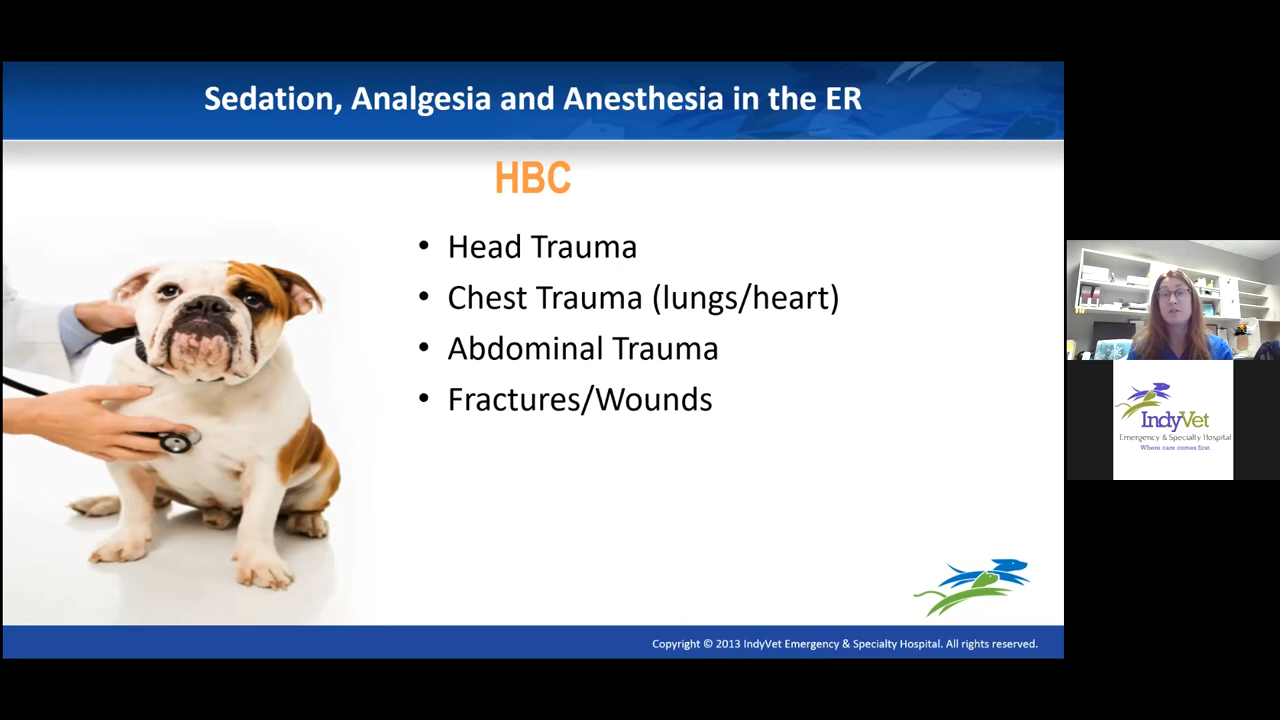 Sedation, Analgesia and Anesthesia in the ER
HBC
• Head Trauma
• Chest Trauma (lungs/heart)
• Abdominal Trauma
• Fractures/Wounds
Copyright © 2013 IndyVet Emergency & Specialty Hospital. All rights reserved.
IndyVet
Emergency & Specialty Hospital
Where care comes first.